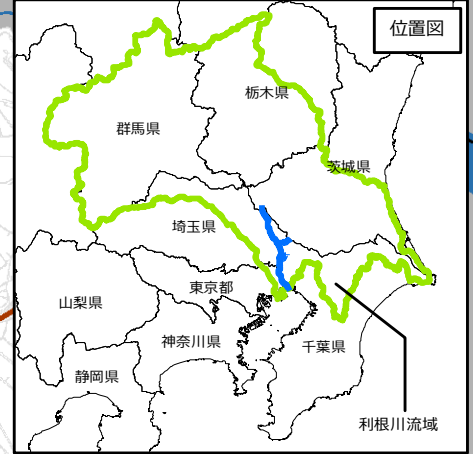 位置図
栃木県
群馬県
茨城県
埼玉県
東京都
山梨県
神奈川県
千葉県
静岡県
利根川流域